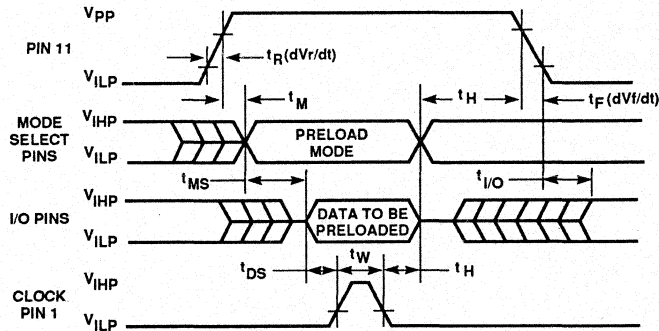 VPP
PIN 11
tR (dVr/dt)
VILP
tM
tH
tF (dVf/dt)
VIHP
MODE
SELECT
PINS
PRELOAD
MODE
VILP
tMS
tI/O
VIHP
I/O PINS
DATA TO BE
PRELOADED
VILP
tDS
tW
tH
VIHP
CLOCK
PIN 1
VILP